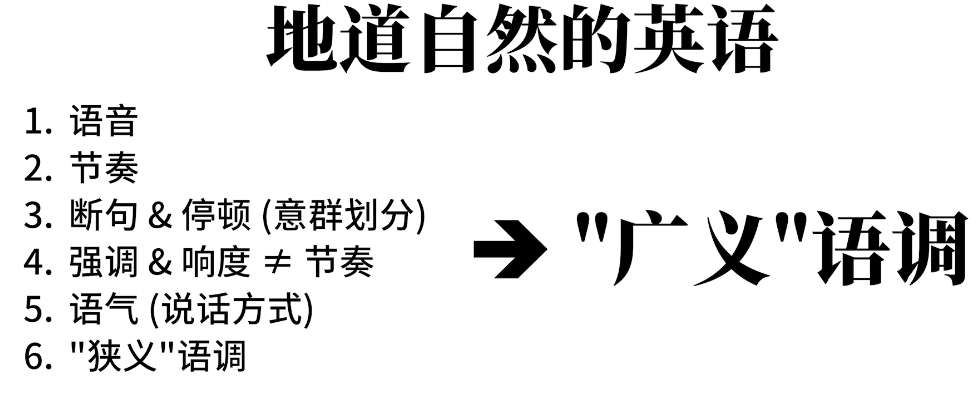 地道自然的英语
1. 语音
2. 节奏
3. 断句 & 停顿 (意群划分)
4. 强调 & 响度 ≠ 节奏
5. 语气 (说话方式)
6. "狭义"语调
➔ "广义"语调